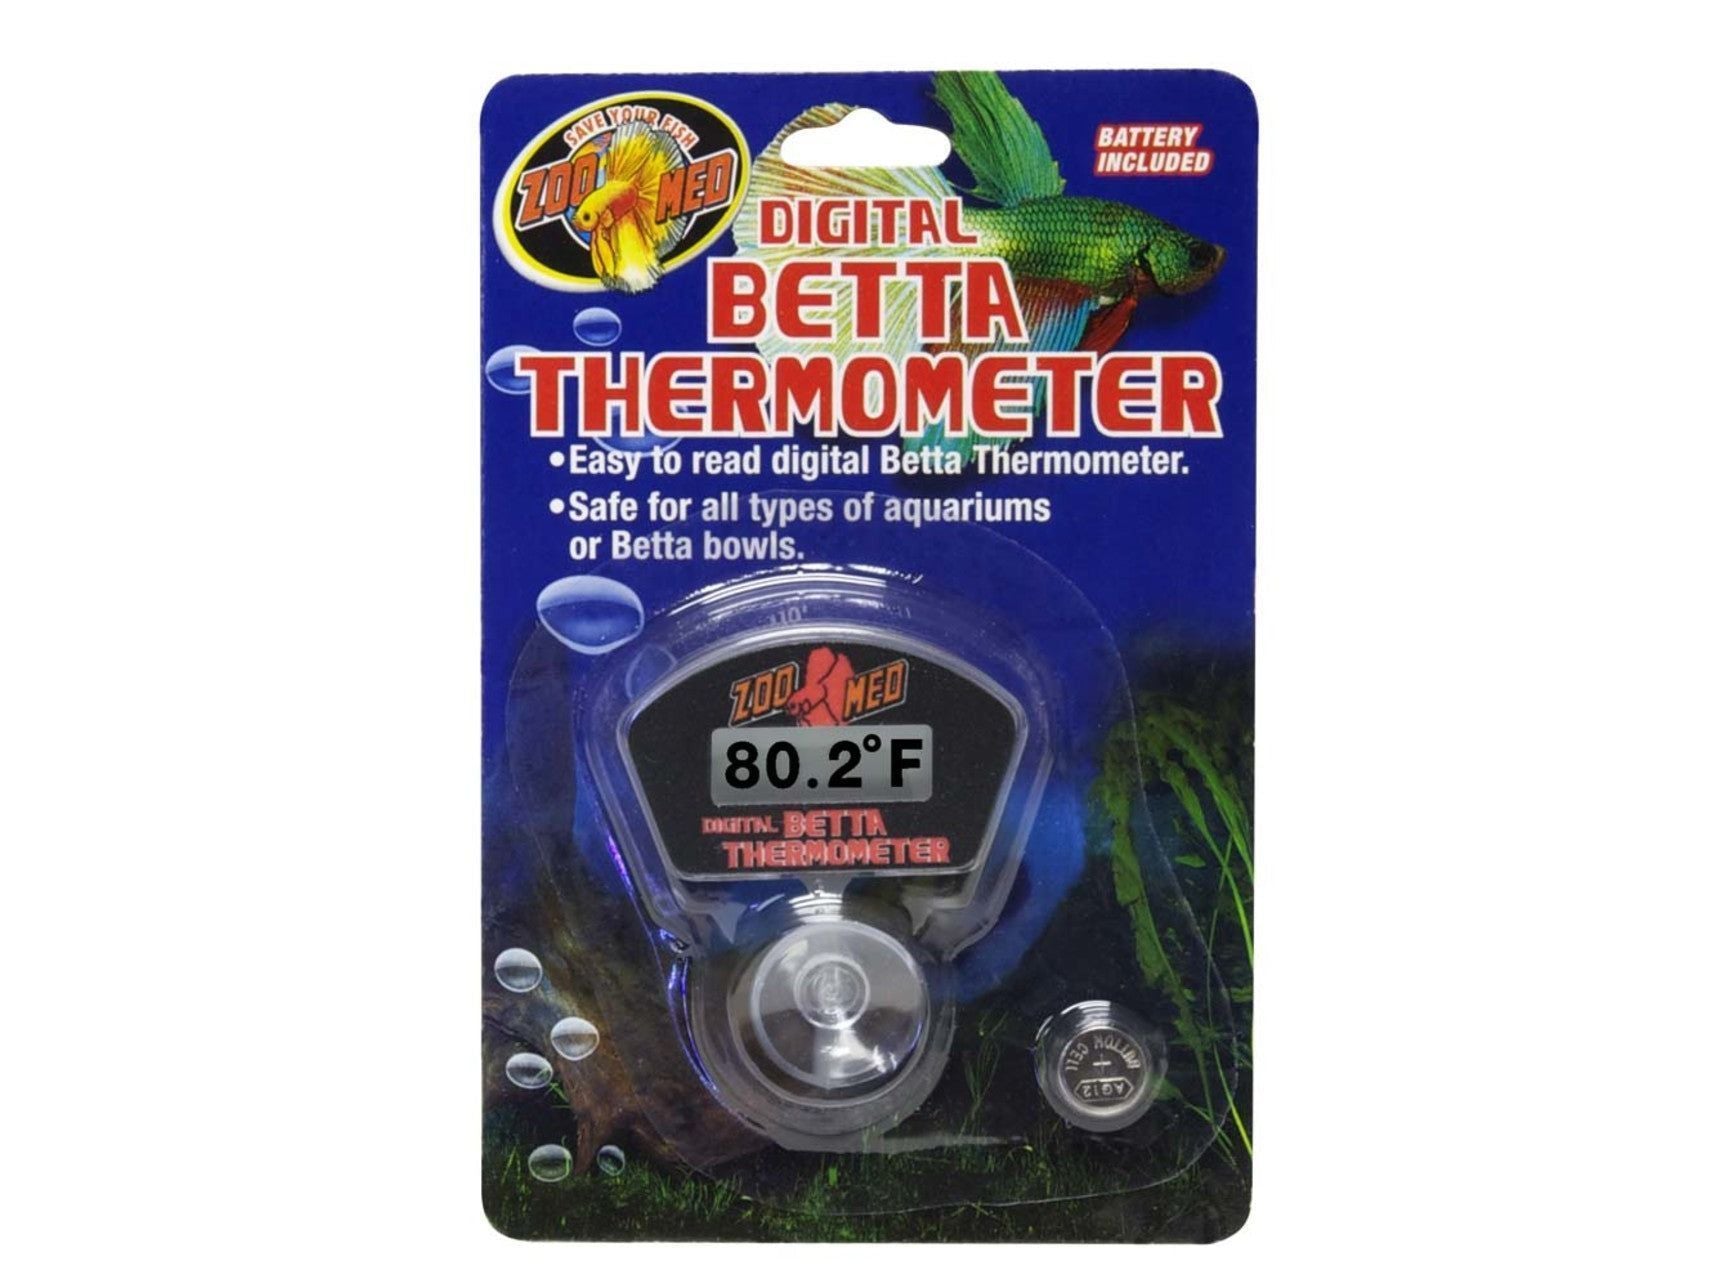 SAVE YOUR FISH
ZOO MED
BATTERY
INCLUDED
DIGITAL
BETTA
THERMOMETER
•Easy to read digital Betta Thermometer.
•Safe for all types of aquariums
or Betta bowls.
ZOO MED
80.2°F
DIGITAL BETTA
THERMOMETER
BUTTON CELL
+
AG12